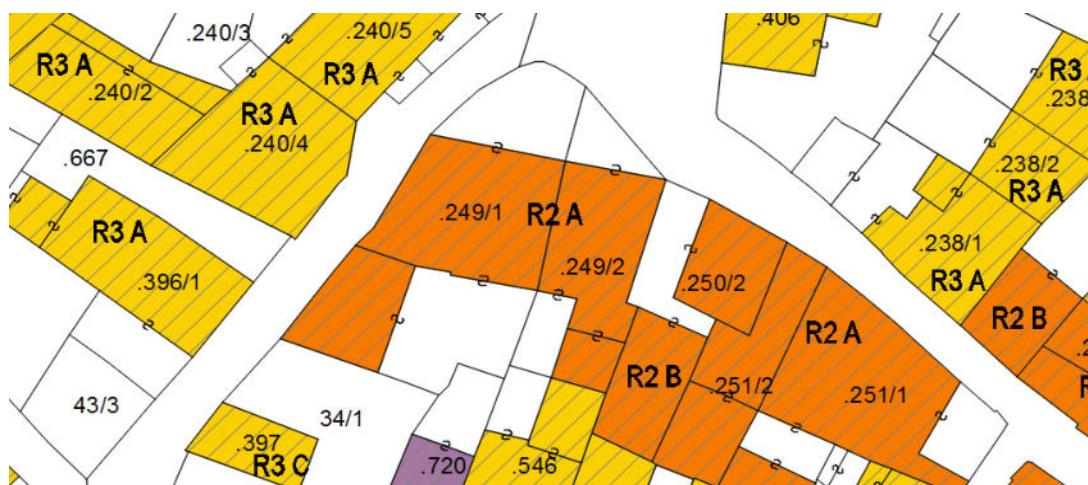 .240/3
.240/5
.406
R3 A
R3 A
R3
.240/2
.238
R3 A
.240/4
.667
.238/2
R3 A
.249/1
R2 A
R3 A
.238/1
.249/2
.396/1
.250/2
R3 A
R2 B
R2 A
R2 B
.251/2
.251/1
43/3
34/1
.397
R3 C
.720
.546